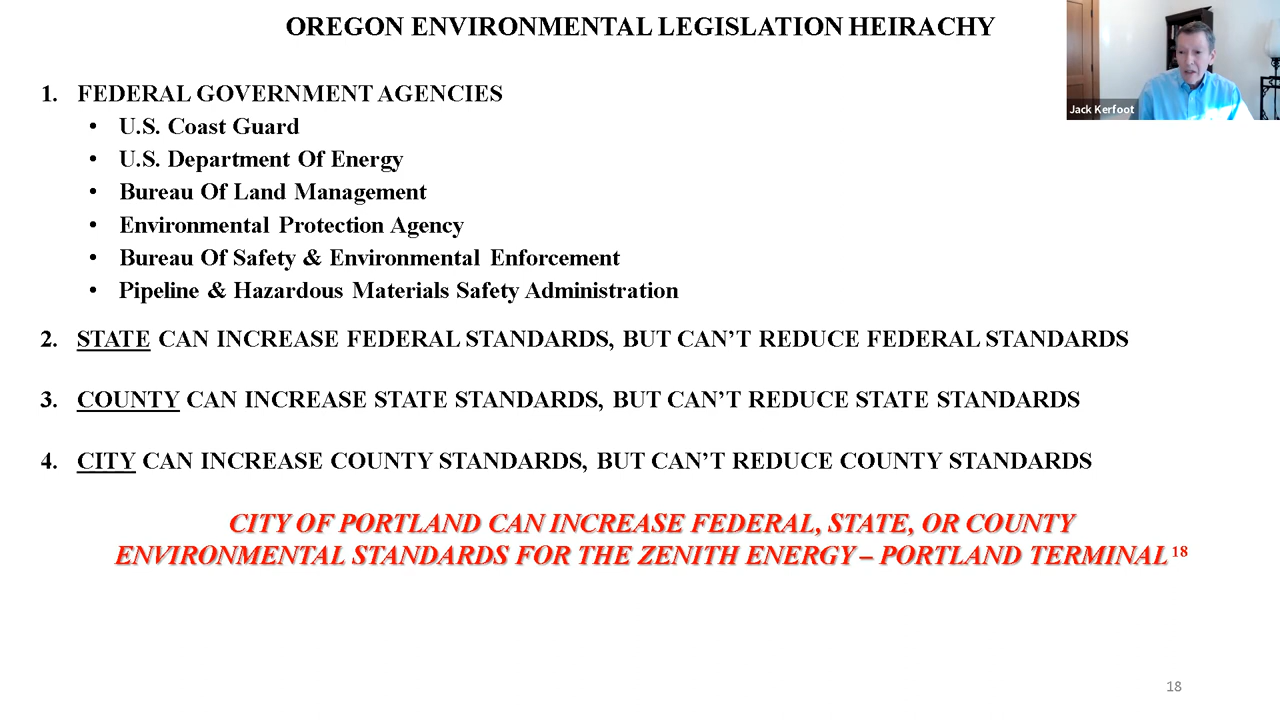 OREGON ENVIRONMENTAL LEGISLATION HEIRACHY
Jack Kerfoot
1. FEDERAL GOVERNMENT AGENCIES
• U.S. Coast Guard
• U.S. Department Of Energy
• Bureau Of Land Management
• Environmental Protection Agency
• Bureau Of Safety & Environmental Enforcement
• Pipeline & Hazardous Materials Safety Administration
2. STATE CAN INCREASE FEDERAL STANDARDS, BUT CAN'T REDUCE FEDERAL STANDARDS
3. COUNTY CAN INCREASE STATE STANDARDS, BUT CAN'T REDUCE STATE STANDARDS
4. CITY CAN INCREASE COUNTY STANDARDS, BUT CAN'T REDUCE COUNTY STANDARDS
CITY OF PORTLAND CAN INCREASE FEDERAL, STATE, OR COUNTY
ENVIRONMENTAL STANDARDS FOR THE ZENITH ENERGY – PORTLAND TERMINAL 18
18